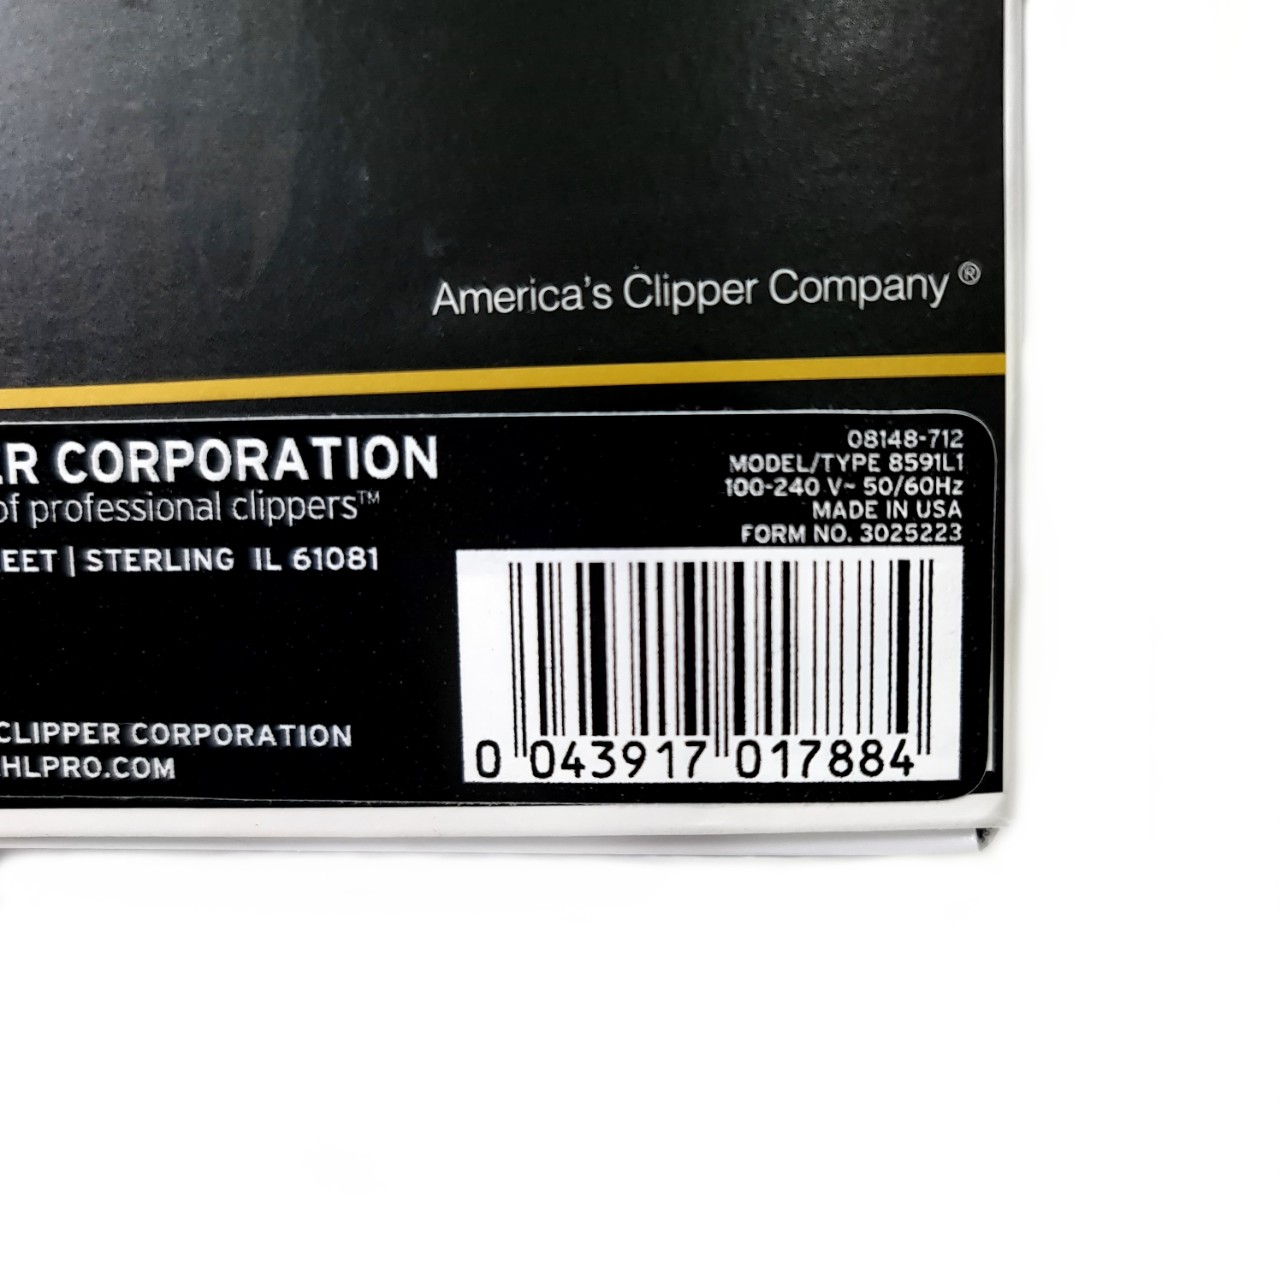 America's Clipper Company®
ER CORPORATION
of professional clippers™
EET | STERLING IL 61081
CLIPPER CORPORATION
HLPRO.COM
08148-712
MODEL/TYPE 8591L1
100-240 V~ 50/60Hz
MADE IN USA
FORM NO. 3025223
0 043917 017884